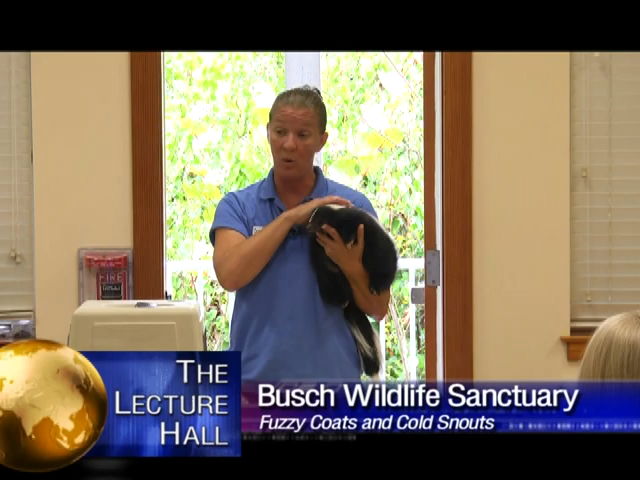 FIRE
THE
LECTURE
HALL
Busch Wildlife Sanctuary
Fuzzy Coats and Cold Snouts